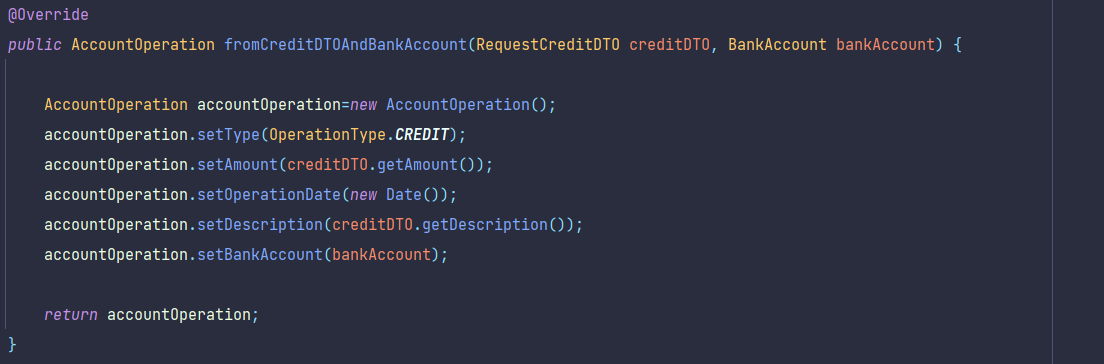 @Override
public AccountOperation fromCreditDTOAndBankAccount(RequestCreditDTO creditDTO, BankAccount bankAccount) {
AccountOperation accountOperation=new AccountOperation();
accountOperation.setType(OperationType.CREDIT);
accountOperation.setAmount(creditDTO.getAmount());
accountOperation.setOperationDate(new Date());
accountOperation.setDescription(creditDTO.getDescription());
accountOperation.setBankAccount(bankAccount);
return accountOperation;
}